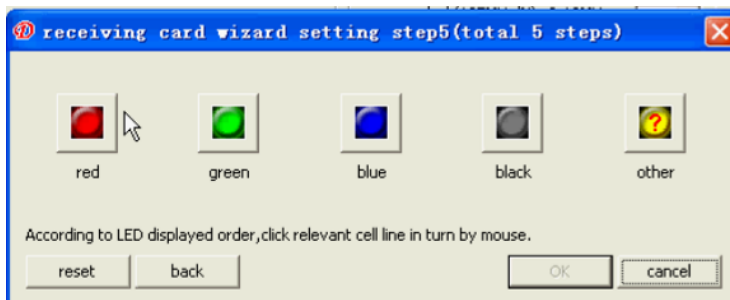 receiving card wizard setting step5(total 5 steps)
?
red green blue black other
According to LED displayed order,click relevant cell line in turn by mouse.
reset back OK cancel